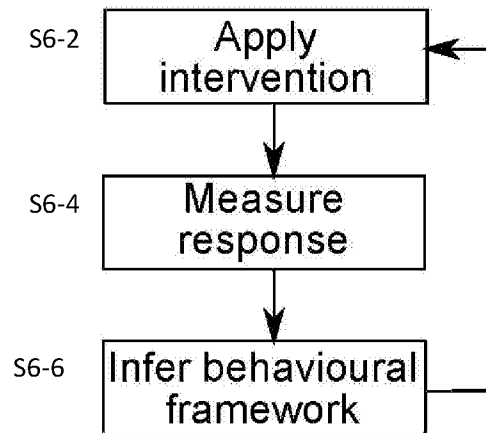 S6-2
Apply
intervention
S6-4
Measure
response
S6-6
Infer behavioural
framework